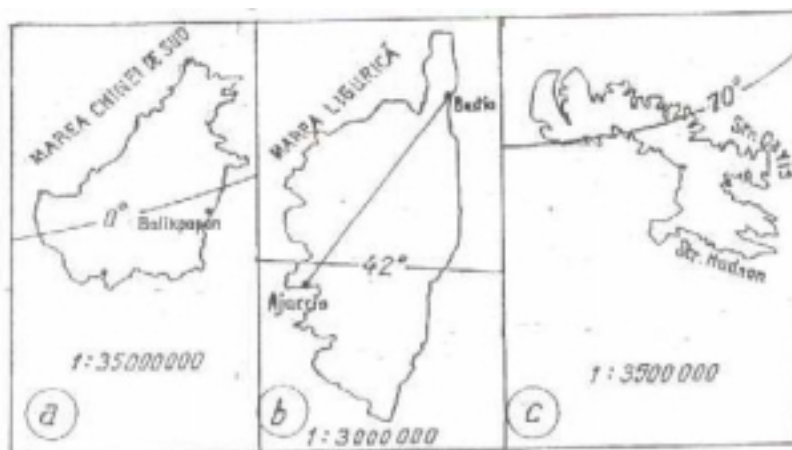 MAREA CHINEI DE SUD
0°
Balikpapan
1:35000000
a
MAREA LIGURICĂ
Bastia
42°
Ajaccio
1:3000000
b
70°
Str. Davis
Str. Hudson
1:3500000
c